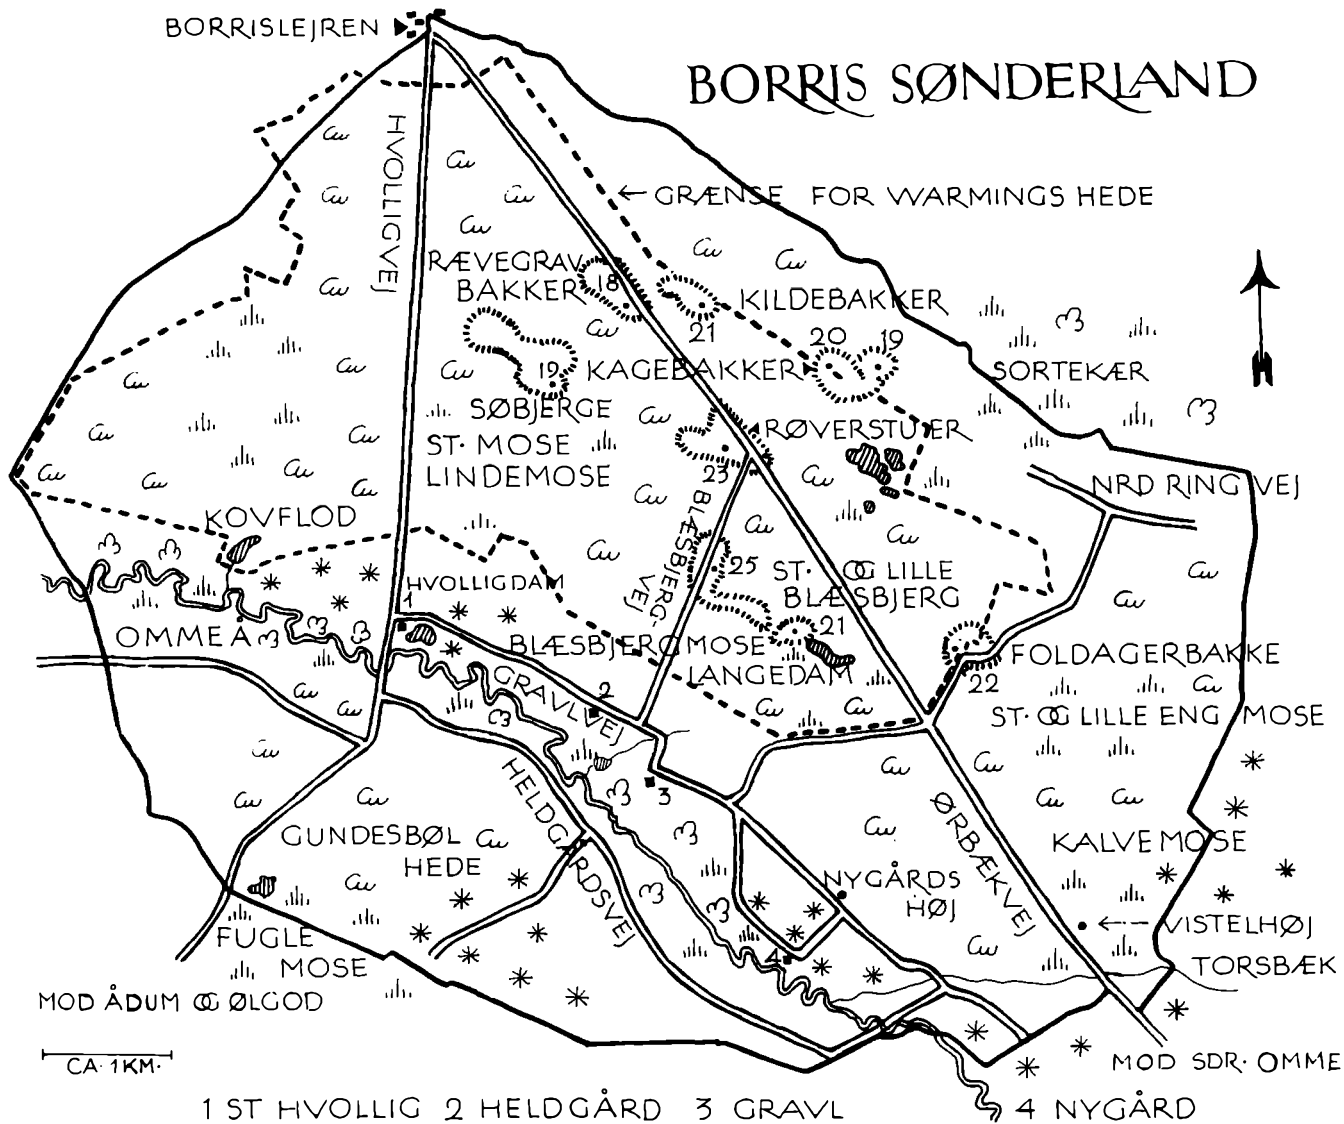 BORRISLEJREN
BORRIS SØNDERLAND
HVOLLIGVEJ
← GRÆNSE FOR WARMINGS HEDE
RÆVEGRAV
BAKKER
18
KILDEBAKKER
21
20
19
19
KAGEBAKKER
SORTEKÆR
SØBJERGE
ST. MOSE
LINDEMOSE
RØVERSTUER
23
NRD RINGVEJ
KOVFLOD
BLÆSBJERG-
VEJ
25
ST. OG LILLE
BLÆSBJERG
HVOLLIGDAM
1
21
OMME Å
BLÆSBJERG MOSE
LANGEDAM
FOLDAGERBAKKE
22
GRAVLVEJ
2
ST. OG LILLE ENG MOSE
HELDGÅRDSVEJ
3
ØRBÆKVEJ
GUNDESBØL
HEDE
KALVEMOSE
NYGÅRDS
HØJ
VISTELHØJ
FUGLE
MOSE
4
TORSBÆK
MOD ÅDUM OG ØLGOD
CA. 1KM.
MOD SDR. OMME
1 ST HVOLLIG 2 HELDGÅRD 3 GRAVL 4 NYGÅRD